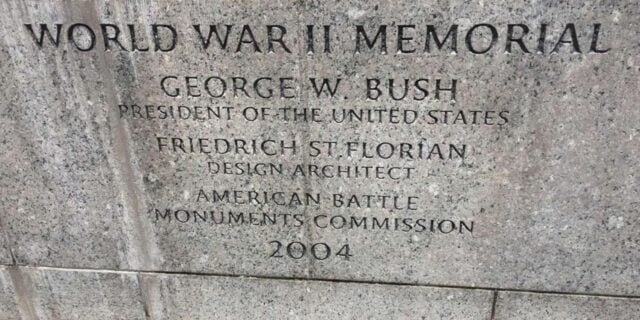 WORLD WAR II MEMORIAL
GEORGE W. BUSH
PRESIDENT OF THE UNITED STATES
FRIEDRICH ST.FLORIAN
DESIGN ARCHITECT
AMERICAN BATTLE
MONUMENTS COMMISSION
2004